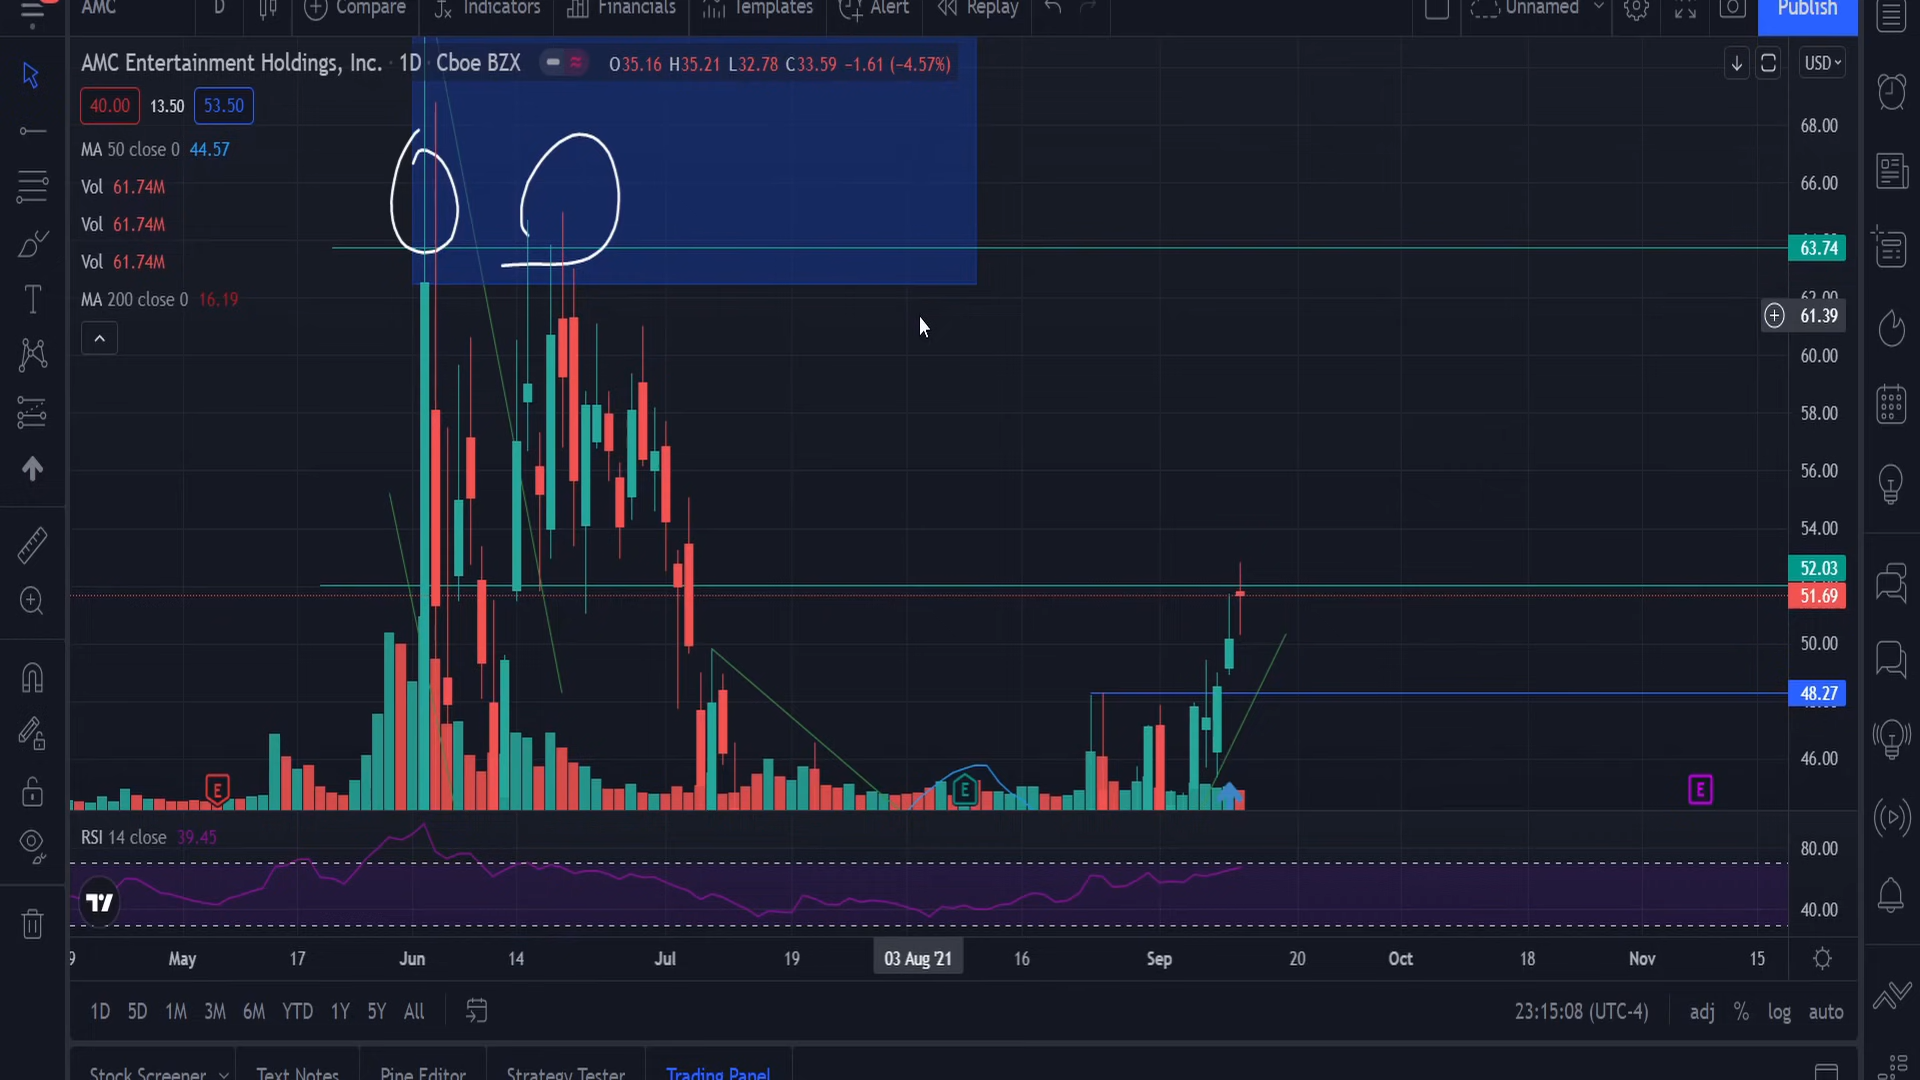 AMC D Compare Indicators Financials Templates Alert Replay Unnamed Publish
AMC Entertainment Holdings, Inc. · 1D · Cboe BZX O35.16 H35.21 L32.78 C33.59 −1.61 (−4.57%) USD
40.00 13.50 53.50
MA 50 close 0 44.57
Vol 61.74M
Vol 61.74M
Vol 61.74M
MA 200 close 0 16.19
68.00
66.00
63.74
62.00
61.39
60.00
58.00
56.00
54.00
52.03
51.69
50.00
48.27
46.00
E E E
RSI 14 close 39.45
80.00
40.00
9 May 17 Jun 14 Jul 19 03 Aug '21 16 Sep 20 Oct 18 Nov 15
1D 5D 1M 3M 6M YTD 1Y 5Y All 23:15:08 (UTC-4) adj % log auto
Stock Screener Text Notes Pine Editor Strategy Tester Trading Panel